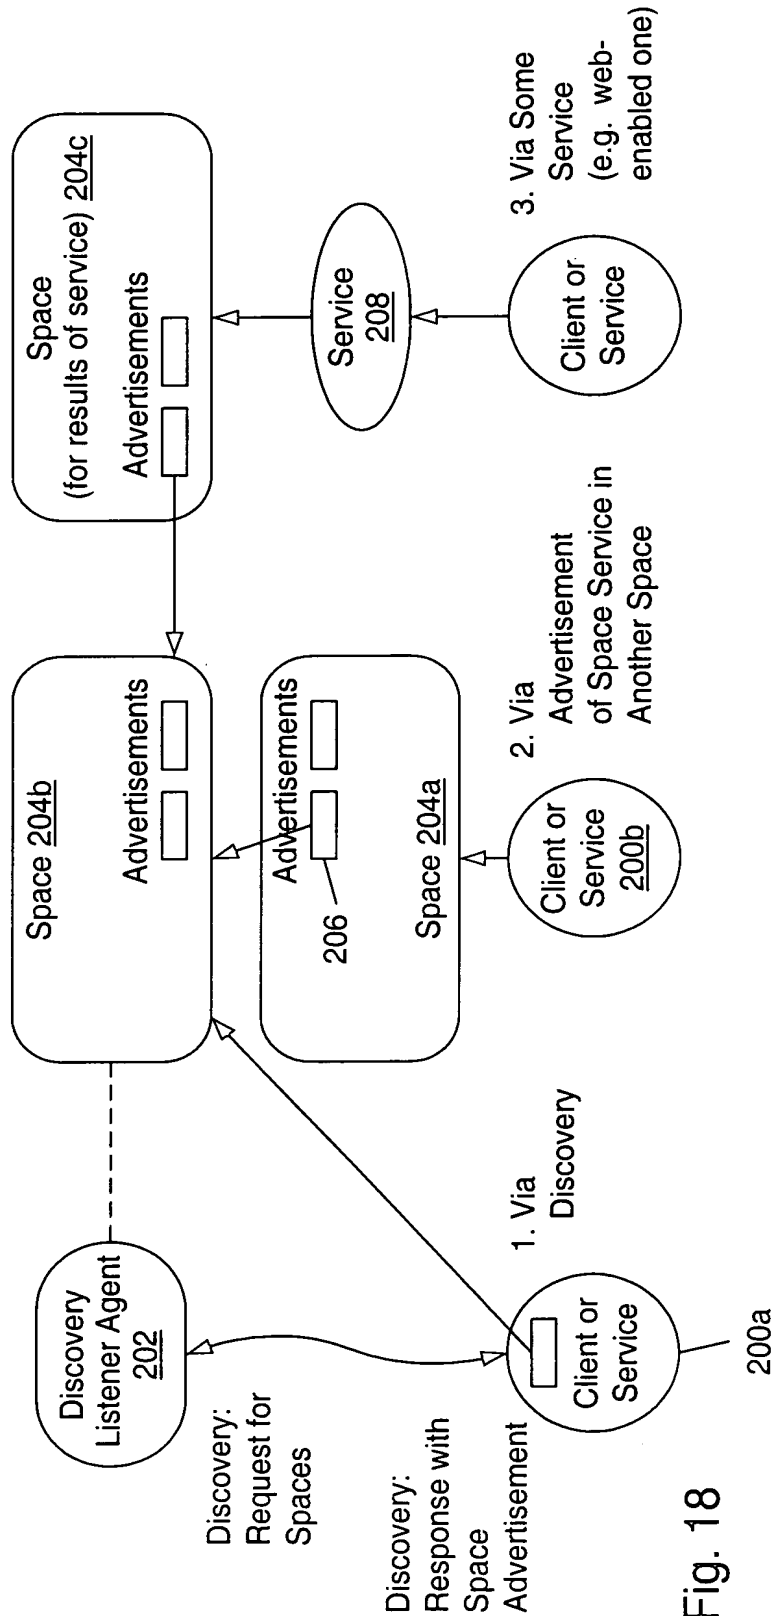 Discovery
Listener Agent
202
Discovery:
Request for
Spaces
Discovery:
Response with
Space
Advertisement
Client or
Service
200a
1. Via
Discovery
Space 204b
Advertisements
Advertisements
206
Space 204a
Client or
Service
200b
2. Via
Advertisement
of Space Service in
Another Space
Space
(for results of service) 204c
Advertisements
Service
208
Client or
Service
3. Via Some
Service
(e.g. web-
enabled one)
Fig. 18